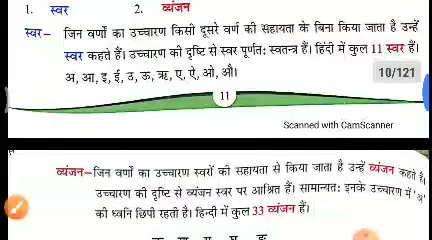 1. स्वर 2. व्यंजन
स्वर– जिन वर्णों का उच्चारण किसी दूसरे वर्ण की सहायता के बिना किया जाता है उन्हें
स्वर कहते हैं। उच्चारण की दृष्टि से स्वर पूर्णतः स्वतन्त्र हैं। हिंदी में कुल 11 स्वर हैं।
अ, आ, इ, ई, उ, ऊ, ऋ, ए, ऐ, ओ, औ।
10/121
11
Scanned with CamScanner
व्यंजन–जिन वर्णों का उच्चारण स्वरों की सहायता से किया जाता है उन्हें व्यंजन कहते हैं।
उच्चारण की दृष्टि से व्यंजन स्वर पर आश्रित हैं। सामान्यतः इनके उच्चारण में 'अ'
की ध्वनि छिपी रहती है। हिन्दी में कुल 33 व्यंजन हैं।